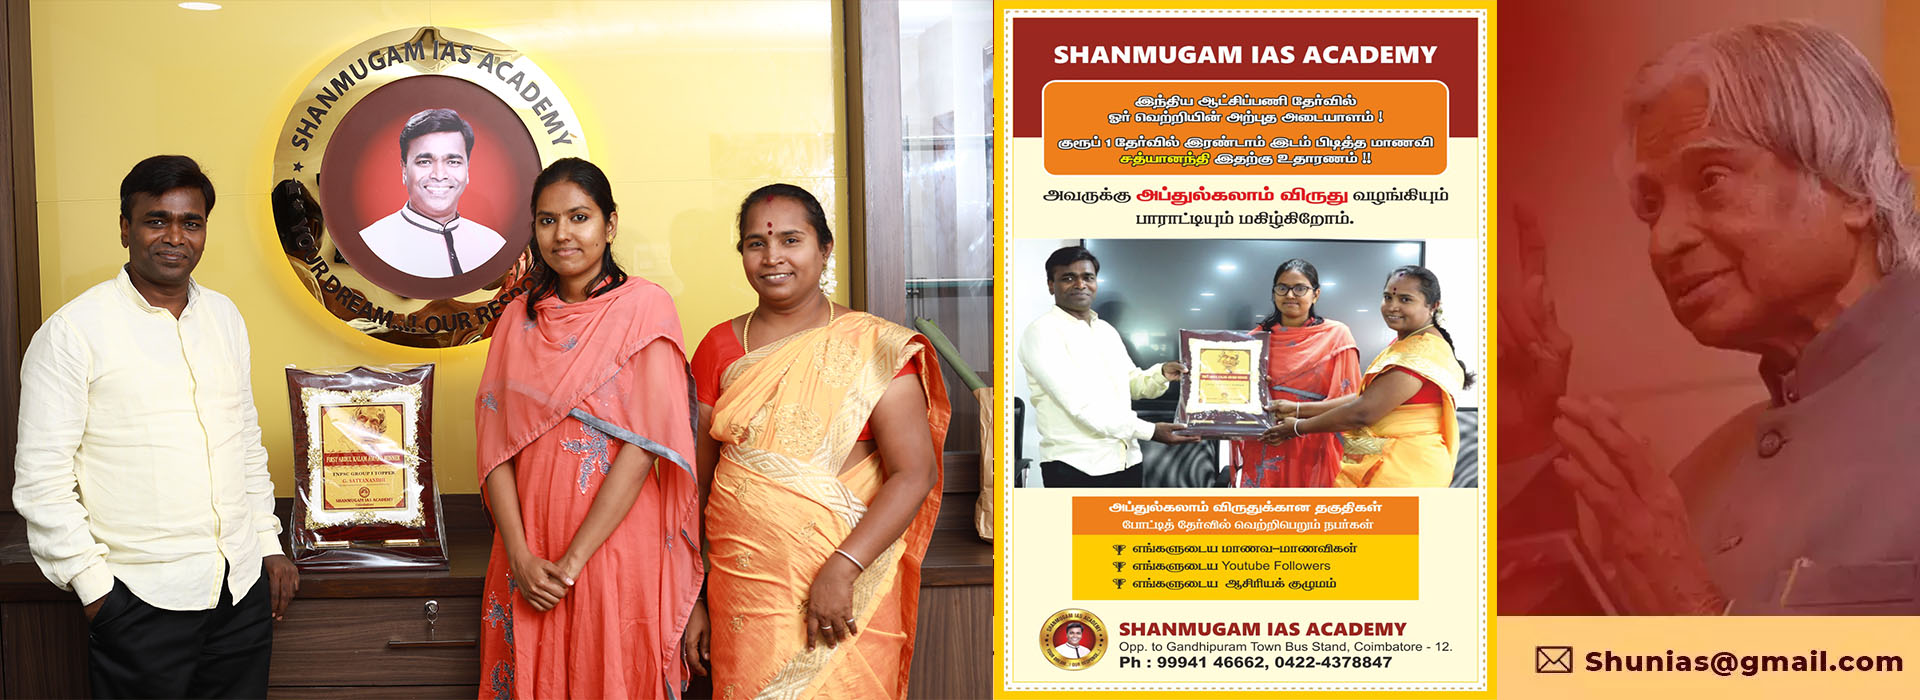 SHANMUGAM IAS ACADEMY
FIRST ABDUL KALAM AWARD WINNER
TNPSC GROUP I TOPPER
G. SATYANANDHI
SHANMUGAM IAS ACADEMY
Coimbatore
SHANMUGAM IAS ACADEMY
இந்திய ஆட்சிப்பணி தேர்வில்
ஓர் வெற்றியின் அற்புத அடையாளம் !
குரூப் 1 தேர்வில் இரண்டாம் இடம் பிடித்த மாணவி
சத்யானந்தி இதற்கு உதாரணம் !!
அவருக்கு அப்துல்கலாம் விருது வழங்கியும்
பாராட்டியும் மகிழ்கிறோம்.
அப்துல்கலாம் விருதுக்கான தகுதிகள்
போட்டித் தேர்வில் வெற்றிபெறும் நபர்கள்
எங்களுடைய மாணவ-மாணவிகள்
எங்களுடைய Youtube Followers
எங்களுடைய ஆசிரியக் குழுமம்
SHANMUGAM IAS ACADEMY
Opp. to Gandhipuram Town Bus Stand, Coimbatore - 12.
Ph : 99941 46662, 0422-4378847
Shunias@gmail.com